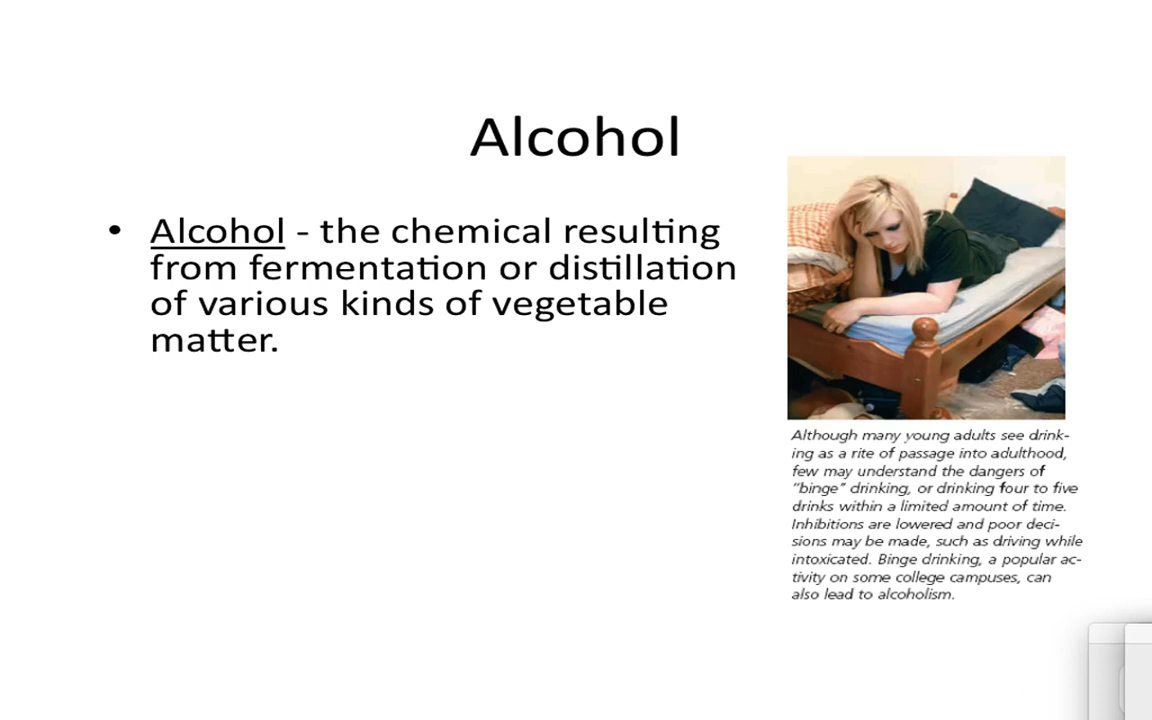 Alcohol
• Alcohol - the chemical resulting
from fermentation or distillation
of various kinds of vegetable
matter.
Although many young adults see drink-
ing as a rite of passage into adulthood,
few may understand the dangers of
"binge" drinking, or drinking four to five
drinks within a limited amount of time.
Inhibitions are lowered and poor deci-
sions may be made, such as driving while
intoxicated. Binge drinking, a popular ac-
tivity on some college campuses, can
also lead to alcoholism.